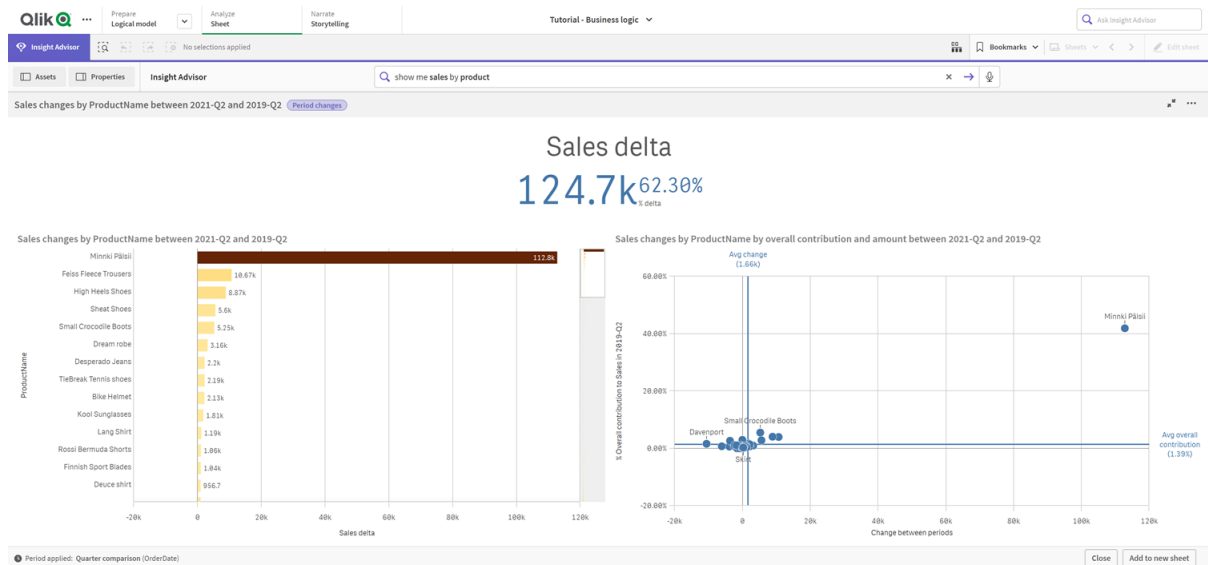 Qlik
Prepare
Logical model
Analyze
Sheet
Narrate
Storytelling
Tutorial - Business logic
Ask Insight Advisor
Insight Advisor
No selections applied
Bookmarks
Sheets
Edit sheet
Assets
Properties
Insight Advisor
show me sales by product
Sales changes by ProductName between 2021-Q2 and 2019-Q2 Period changes
Sales delta
124.7k 62.30%
% delta
Sales changes by ProductName between 2021-Q2 and 2019-Q2
ProductName
Minnki Pälsii 112.8k
Feiss Fleece Trousers 10.67k
High Heels Shoes 8.87k
Sheat Shoes 5.6k
Small Crocodile Boots 5.25k
Dream robe 3.16k
Desperado Jeans 2.2k
TieBreak Tennis shoes 2.19k
Bike Helmet 2.13k
Kool Sunglasses 1.81k
Lang Shirt 1.19k
Rossi Bermuda Shorts 1.06k
Finnish Sport Blades 1.04k
Deuce shirt 956.7
-20k 0 20k 40k 60k 80k 100k 120k
Sales delta
Sales changes by ProductName by overall contribution and amount between 2021-Q2 and 2019-Q2
Avg change
(1.66k)
% Overall contribution to Sales in 2019-Q2
60.00%
40.00%
20.00%
0.00%
-20.00%
Minnki Pälsii
Small Crocodile Boots
Davenport
Skirt
Avg overall
contribution
(1.39%)
-20k 0 20k 40k 60k 80k 100k 120k
Change between periods
Period applied: Quarter comparison (OrderDate)
Close
Add to new sheet